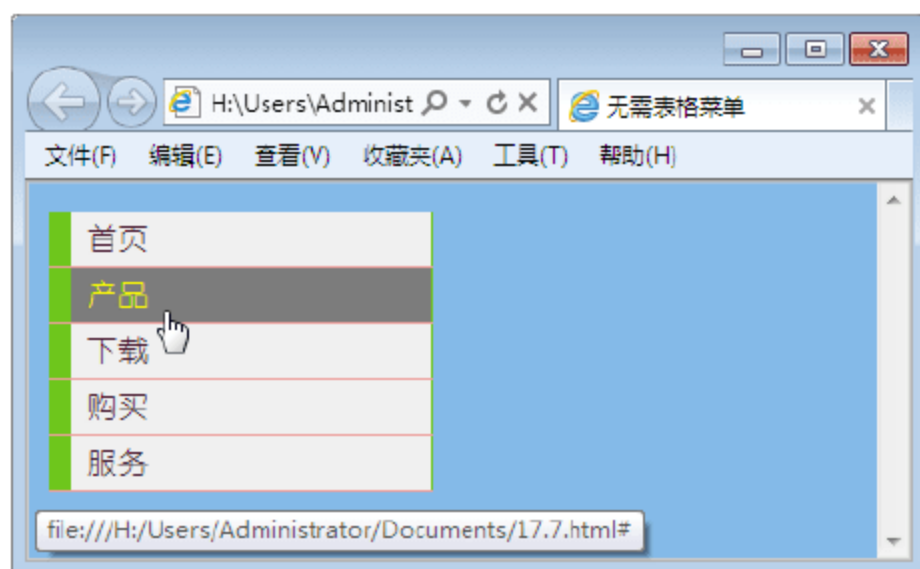 H:\Users\Administ
无需表格菜单
文件(F) 编辑(E) 查看(V) 收藏夹(A) 工具(T) 帮助(H)
首页
产品
下载
购买
服务
file:///H:/Users/Administrator/Documents/17.7.html#